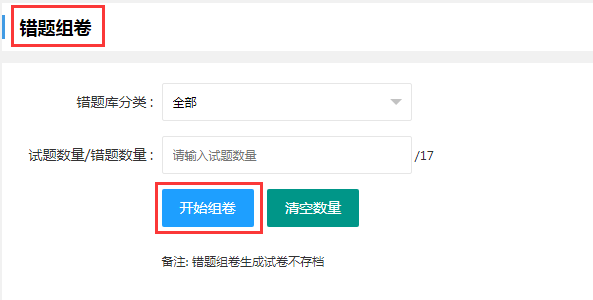 错题组卷
错题库分类: 全部
试题数量/错题数量: 请输入试题数量 /17
开始组卷 清空数量
备注: 错题组卷生成试卷不存档